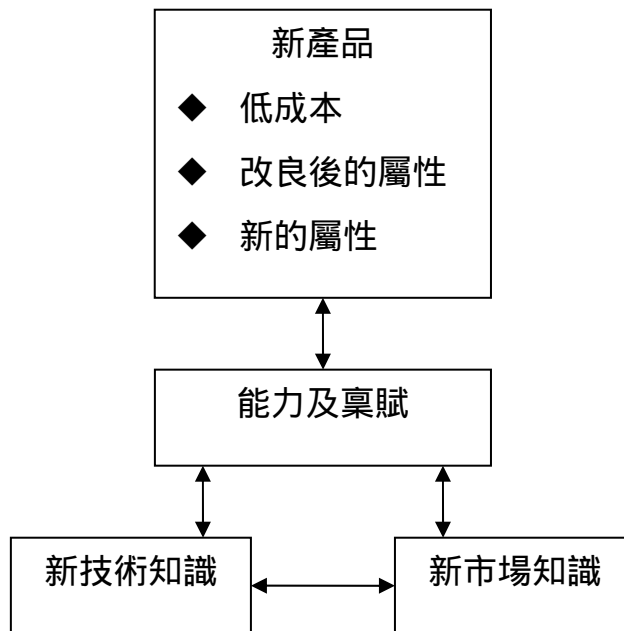 新產品
◆ 低成本
◆ 改良後的屬性
◆ 新的屬性
能力及稟賦
新技術知識
新市場知識